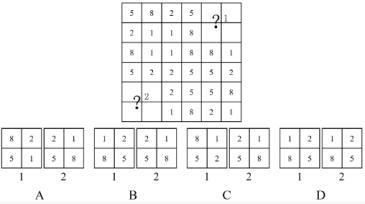 5 8 2 5 ? 1
2 1 1 8
8 1 1 8 8 1
5 2 2 5 5 2
? 2 2 5 5 8
1 8 2 1
8 2 2 1 1 2 2 1 8 1 2 1 1 2 1 2
5 1 5 8 8 5 5 8 5 2 5 8 8 5 8 5
1 2 1 2 1 2 1 2
A B C D